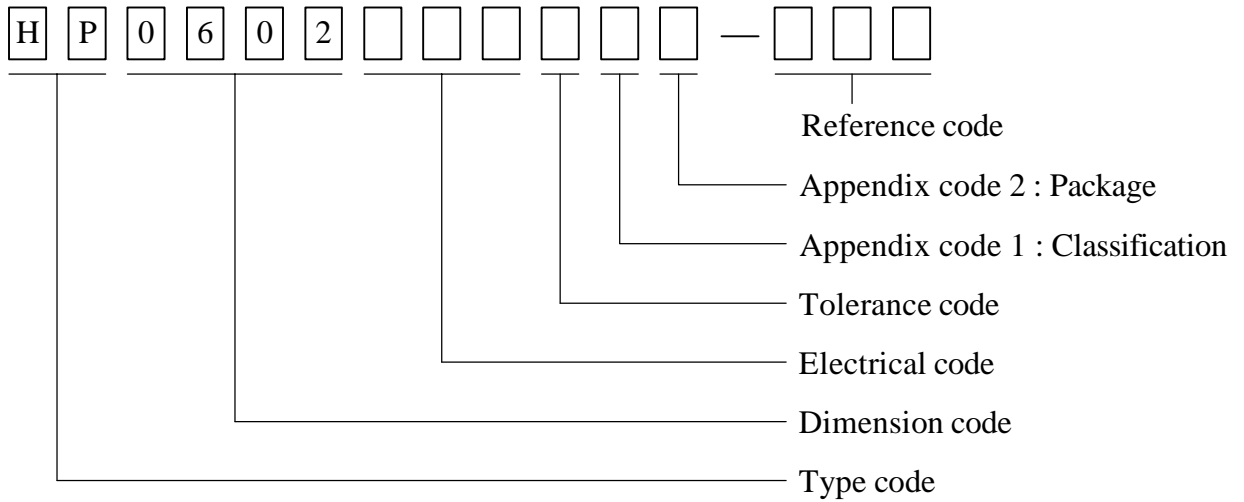 H P 0 6 0 2 —
Reference code
Appendix code 2 : Package
Appendix code 1 : Classification
Tolerance code
Electrical code
Dimension code
Type code